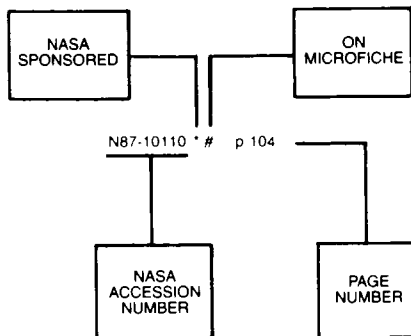 NASA
SPONSORED
ON
MICROFICHE
N87-10110 * # p 104
NASA
ACCESSION
NUMBER
PAGE
NUMBER